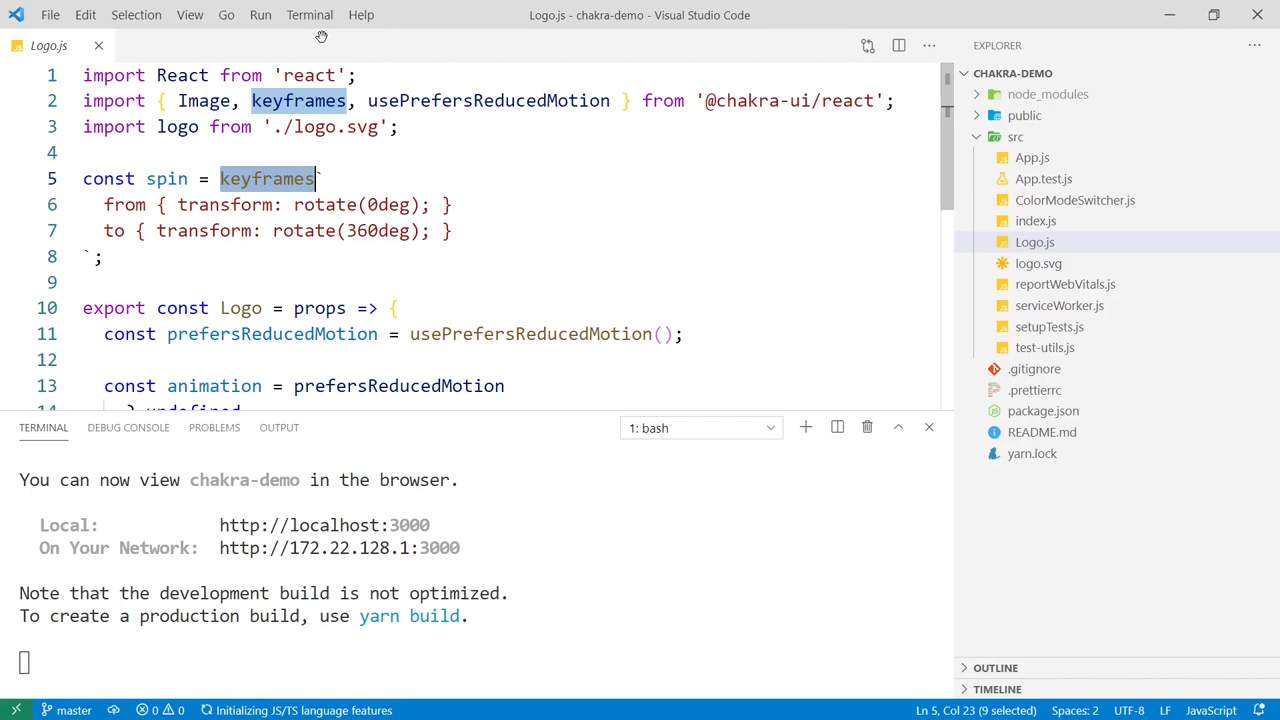 File Edit Selection View Go Run Terminal Help Logo.js - chakra-demo - Visual Studio Code
Logo.js
1 import React from 'react';
2 import { Image, keyframes, usePrefersReducedMotion } from '@chakra-ui/react';
3 import logo from './logo.svg';
4
5 const spin = keyframes`
6 from { transform: rotate(0deg); }
7 to { transform: rotate(360deg); }
8 `;
9
10 export const Logo = props => {
11 const prefersReducedMotion = usePrefersReducedMotion();
12
13 const animation = prefersReducedMotion
14 ? undefined
TERMINAL DEBUG CONSOLE PROBLEMS OUTPUT 1: bash
You can now view chakra-demo in the browser.
Local: http://localhost:3000
On Your Network: http://172.22.128.1:3000
Note that the development build is not optimized.
To create a production build, use yarn build.
EXPLORER
CHAKRA-DEMO
node_modules
public
src
App.js
App.test.js
ColorModeSwitcher.js
index.js
Logo.js
logo.svg
reportWebVitals.js
serviceWorker.js
setupTests.js
test-utils.js
.gitignore
.prettierrc
package.json
README.md
yarn.lock
OUTLINE
TIMELINE
master 0 0 Initializing JS/TS language features Ln 5, Col 23 (9 selected) Spaces: 2 UTF-8 LF JavaScript